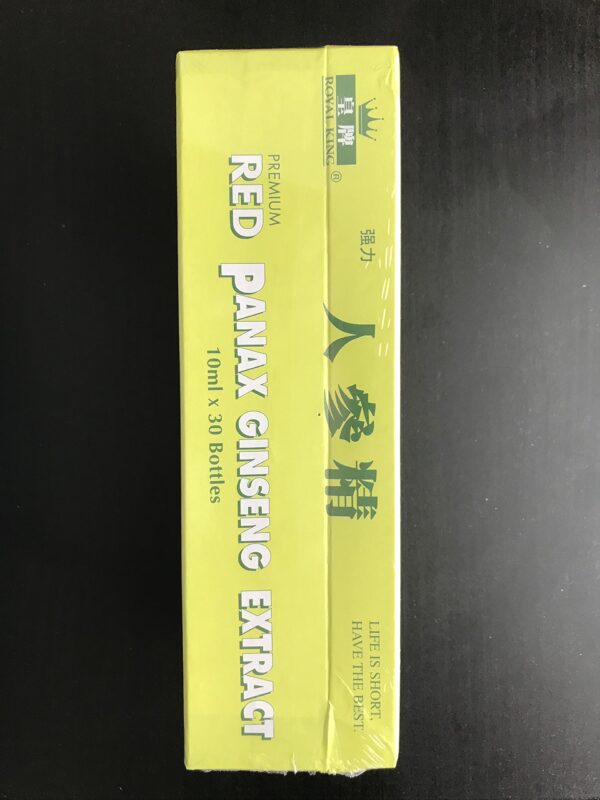 皇牌
ROYAL KING ®
强力
人參精
LIFE IS SHORT.
HAVE THE BEST.
PREMIUM
RED PANAX GINSENG EXTRACT
10ml x 30 Bottles